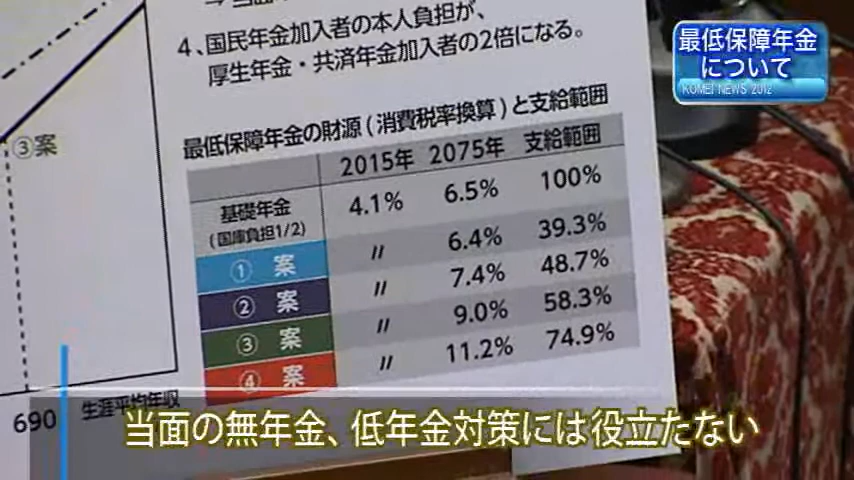 4、国民年金加入者の本人負担が、
厚生年金・共済年金加入者の2倍になる。
最低保障年金
について
KOMEI NEWS 2012
③案
最低保障年金の財源(消費税率換算)と支給範囲
2015年 2075年 支給範囲
基礎年金 4.1% 6.5% 100%
(国庫負担1/2)
① 案 〃 6.4% 39.3%
② 案 〃 7.4% 48.7%
③ 案 〃 9.0% 58.3%
④ 案 〃 11.2% 74.9%
690 生涯平均年収
当面の無年金、低年金対策には役立たない